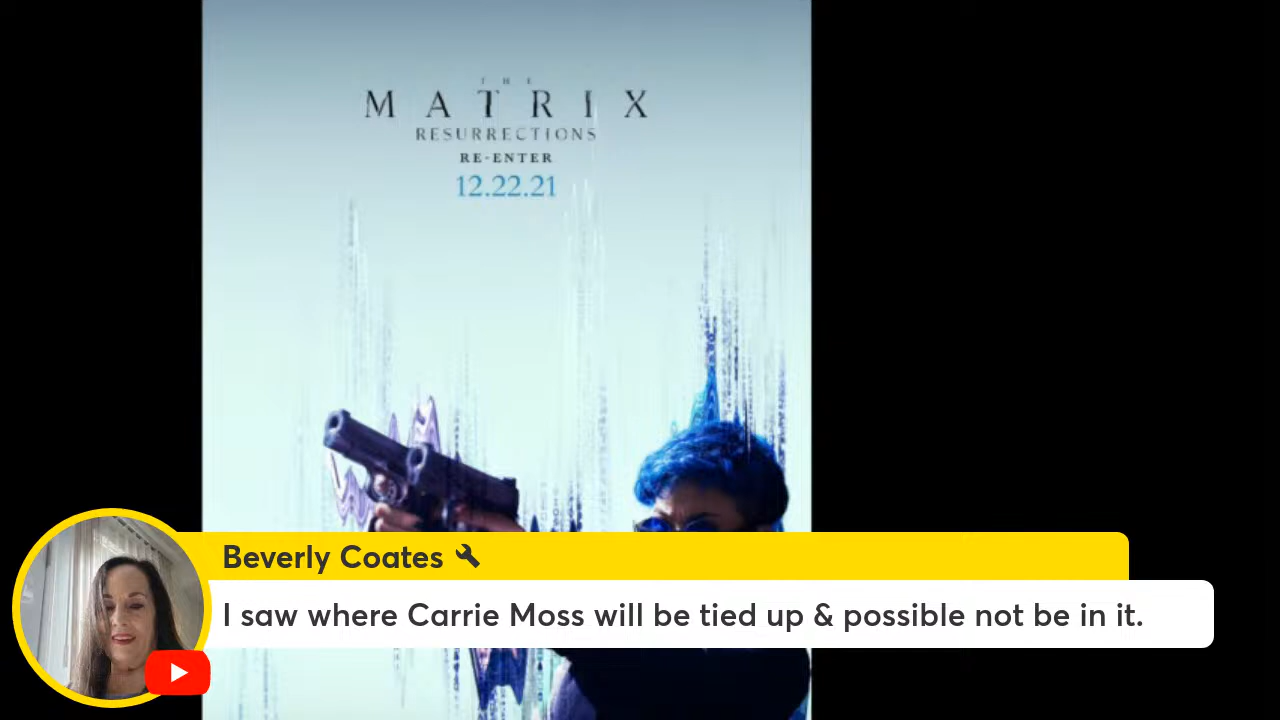 THE
MATRIX
RESURRECTIONS
RE-ENTER
12.22.21
Beverly Coates
I saw where Carrie Moss will be tied up & possible not be in it.